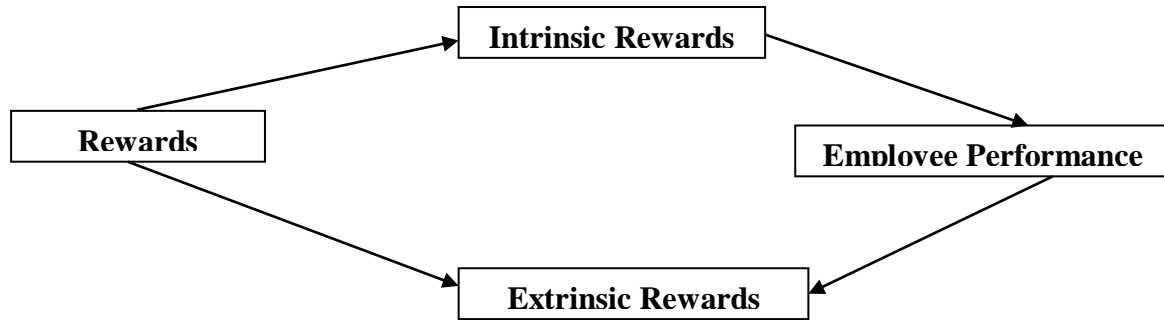 Intrinsic Rewards
Rewards
Employee Performance
Extrinsic Rewards